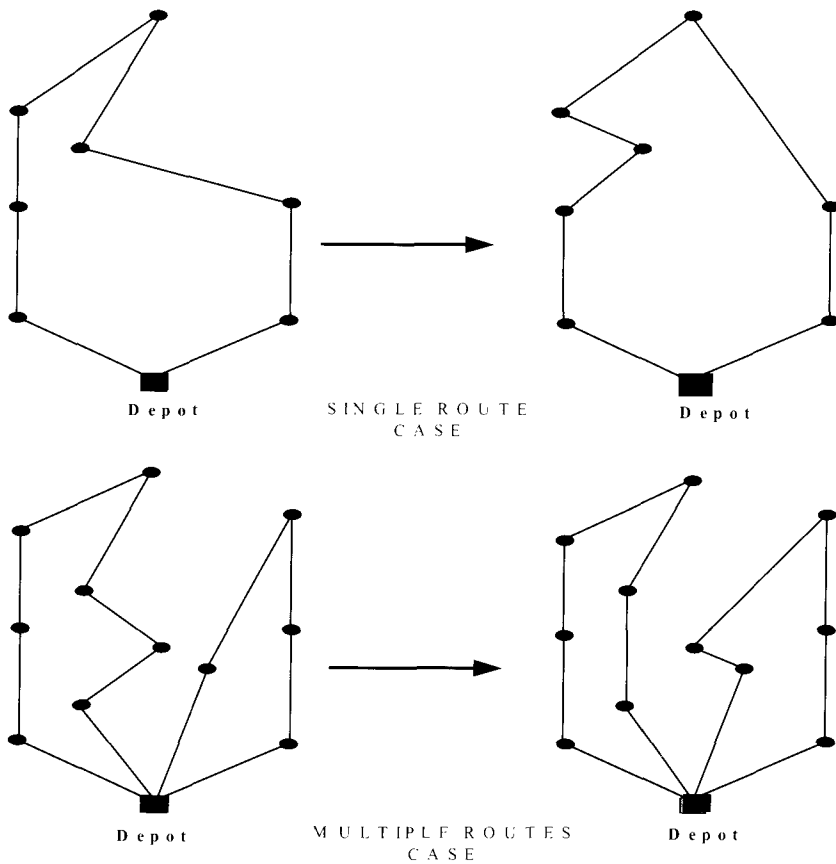 Depot
SINGLE ROUTE
CASE
Depot
Depot
MULTIPLE ROUTES
CASE
Depot